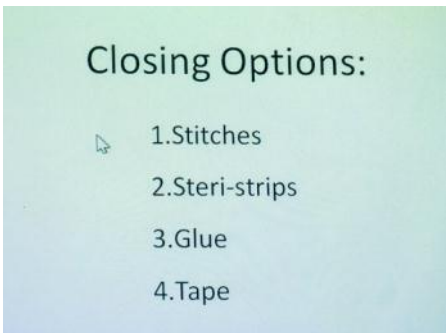 Closing Options:
1.Stitches
2.Steri-strips
3.Glue
4.Tape